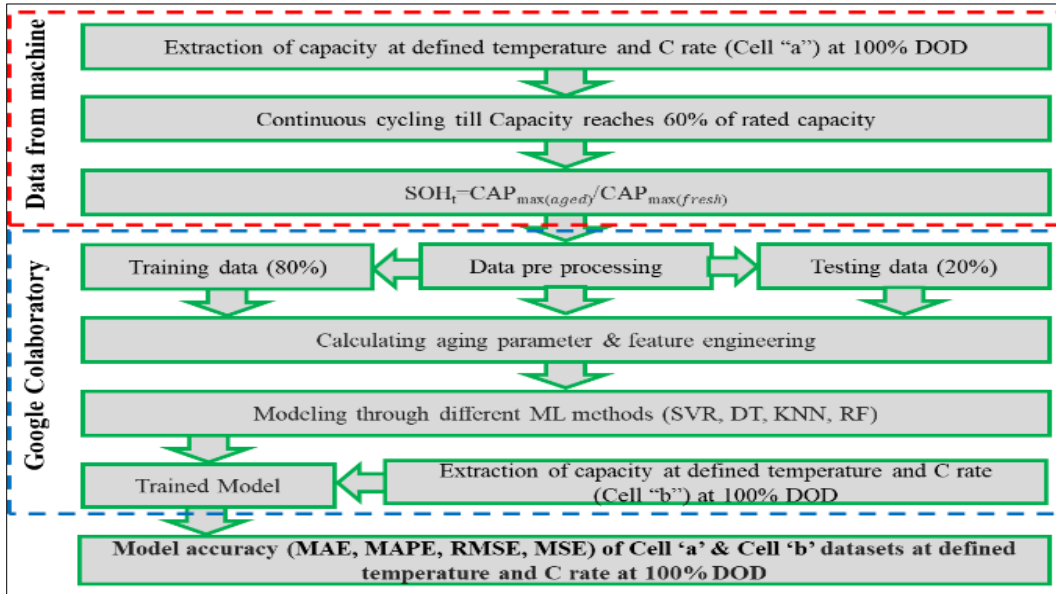 Data from machine
Extraction of capacity at defined temperature and C rate (Cell “a”) at 100% DOD
Continuous cycling till Capacity reaches 60% of rated capacity
SOHt=CAPmax(aged)/CAPmax(fresh)
Google Colaboratory
Training data (80%)
Data pre processing
Testing data (20%)
Calculating aging parameter & feature engineering
Modeling through different ML methods (SVR, DT, KNN, RF)
Trained Model
Extraction of capacity at defined temperature and C rate
(Cell “b”) at 100% DOD
Model accuracy (MAE, MAPE, RMSE, MSE) of Cell ‘a’ & Cell ‘b’ datasets at defined
temperature and C rate at 100% DOD